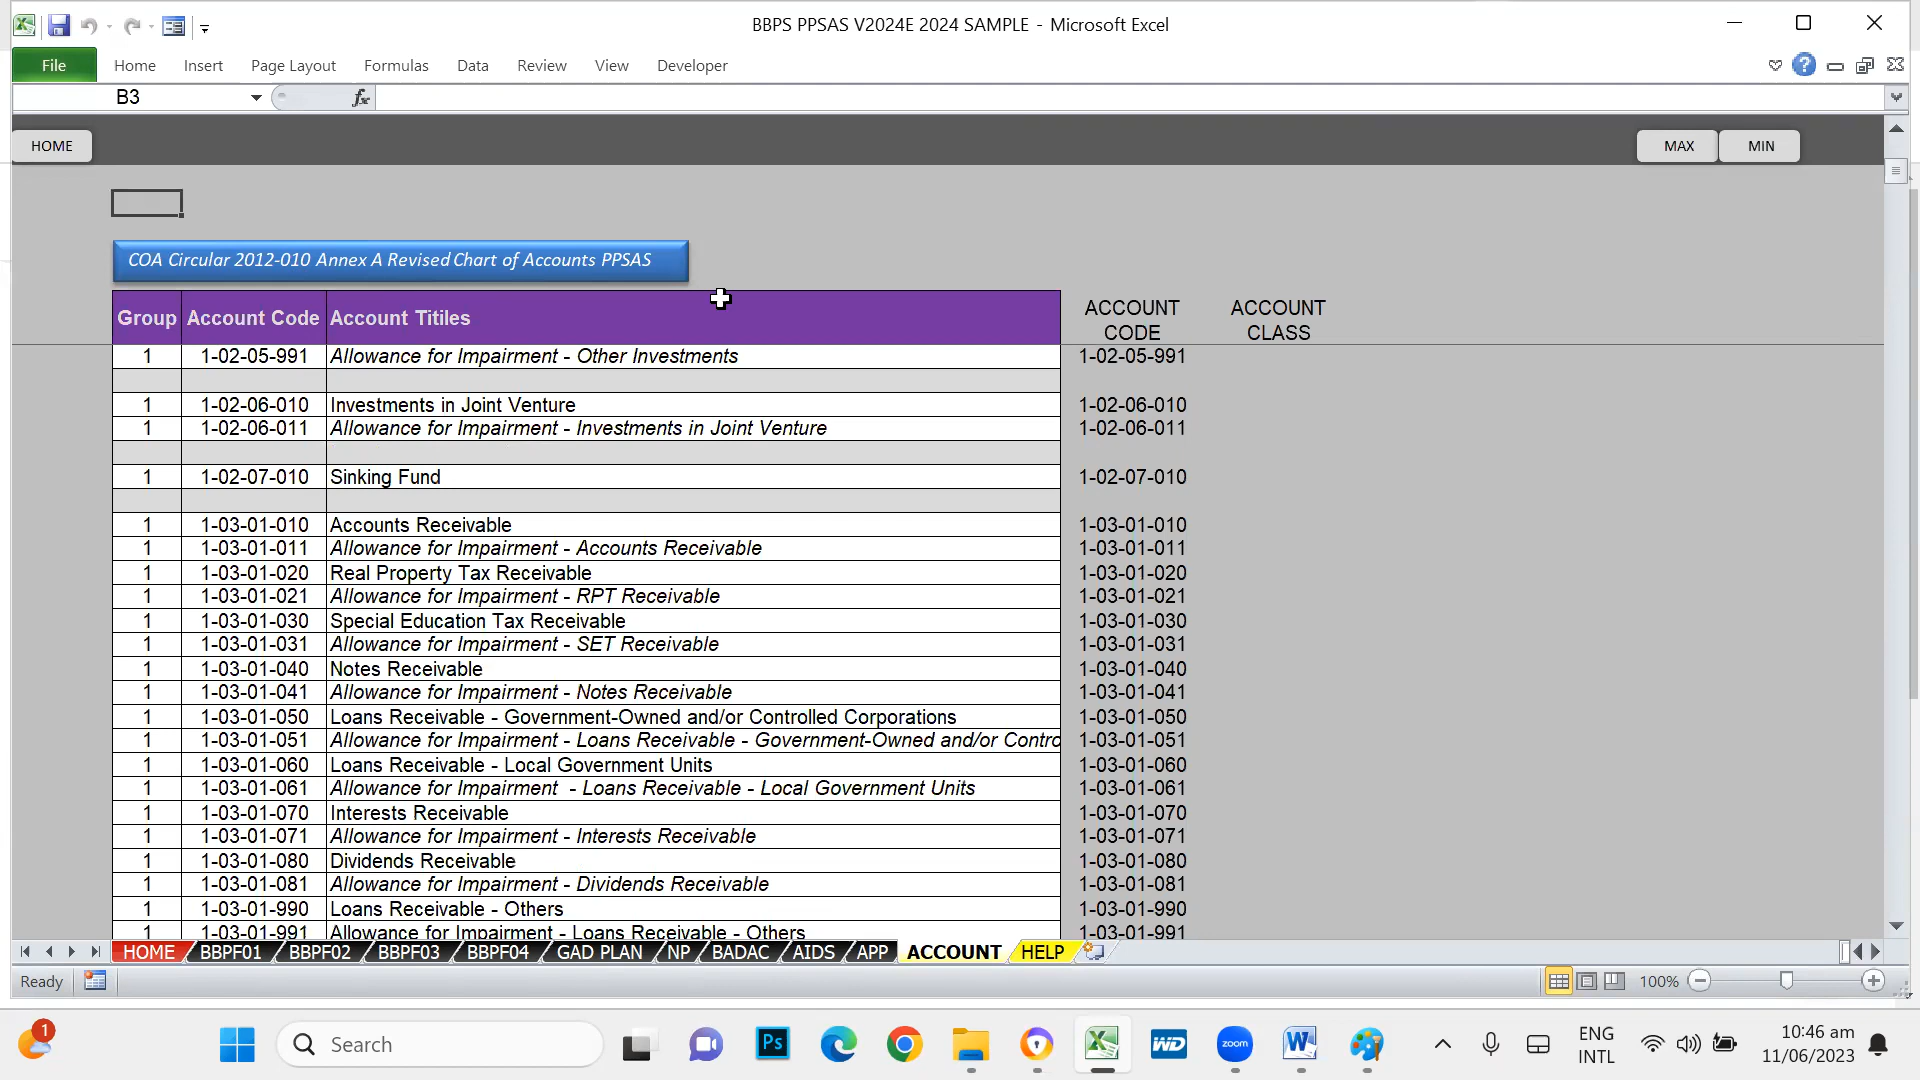 BBPS PPSAS V2024E 2024 SAMPLE - Microsoft Excel
File Home Insert Page Layout Formulas Data Review View Developer
B3 fx
HOME MAX MIN
COA Circular 2012-010 Annex A Revised Chart of Accounts PPSAS
Group Account Code Account Titiles ACCOUNT CODE ACCOUNT CLASS
1 1-02-05-991 Allowance for Impairment - Other Investments 1-02-05-991
1 1-02-06-010 Investments in Joint Venture 1-02-06-010
1 1-02-06-011 Allowance for Impairment - Investments in Joint Venture 1-02-06-011
1 1-02-07-010 Sinking Fund 1-02-07-010
1 1-03-01-010 Accounts Receivable 1-03-01-010
1 1-03-01-011 Allowance for Impairment - Accounts Receivable 1-03-01-011
1 1-03-01-020 Real Property Tax Receivable 1-03-01-020
1 1-03-01-021 Allowance for Impairment - RPT Receivable 1-03-01-021
1 1-03-01-030 Special Education Tax Receivable 1-03-01-030
1 1-03-01-031 Allowance for Impairment - SET Receivable 1-03-01-031
1 1-03-01-040 Notes Receivable 1-03-01-040
1 1-03-01-041 Allowance for Impairment - Notes Receivable 1-03-01-041
1 1-03-01-050 Loans Receivable - Government-Owned and/or Controlled Corporations 1-03-01-050
1 1-03-01-051 Allowance for Impairment - Loans Receivable - Government-Owned and/or Contro 1-03-01-051
1 1-03-01-060 Loans Receivable - Local Government Units 1-03-01-060
1 1-03-01-061 Allowance for Impairment - Loans Receivable - Local Government Units 1-03-01-061
1 1-03-01-070 Interests Receivable 1-03-01-070
1 1-03-01-071 Allowance for Impairment - Interests Receivable 1-03-01-071
1 1-03-01-080 Dividends Receivable 1-03-01-080
1 1-03-01-081 Allowance for Impairment - Dividends Receivable 1-03-01-081
1 1-03-01-990 Loans Receivable - Others 1-03-01-990
1 1-03-01-991 Allowance for Impairment - Loans Receivable - Others 1-03-01-991
HOME BBPF01 BBPF02 BBPF03 BBPF04 GAD PLAN NP BADAC AIDS APP ACCOUNT HELP
Ready 100%
1 Search Ps WD zoom W ENG INTL 10:46 am
11/06/2023